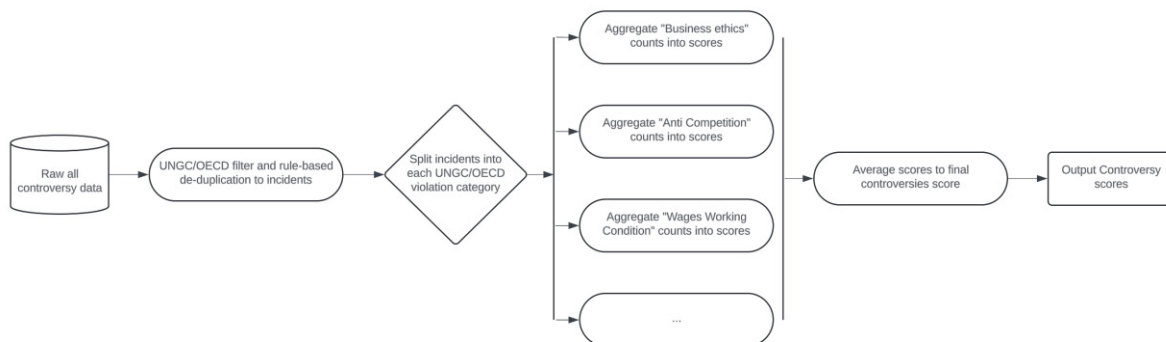 Raw all
controversy data
UNGC/OECD filter and rule-based
de-duplication to incidents
Split incidents into
each UNGC/OECD
violation category
Aggregate "Business ethics"
counts into scores
Aggregate "Anti Competition"
counts into scores
Aggregate "Wages Working
Condition" counts into scores
...
Average scores to final
controversies score
Output Controversy
scores